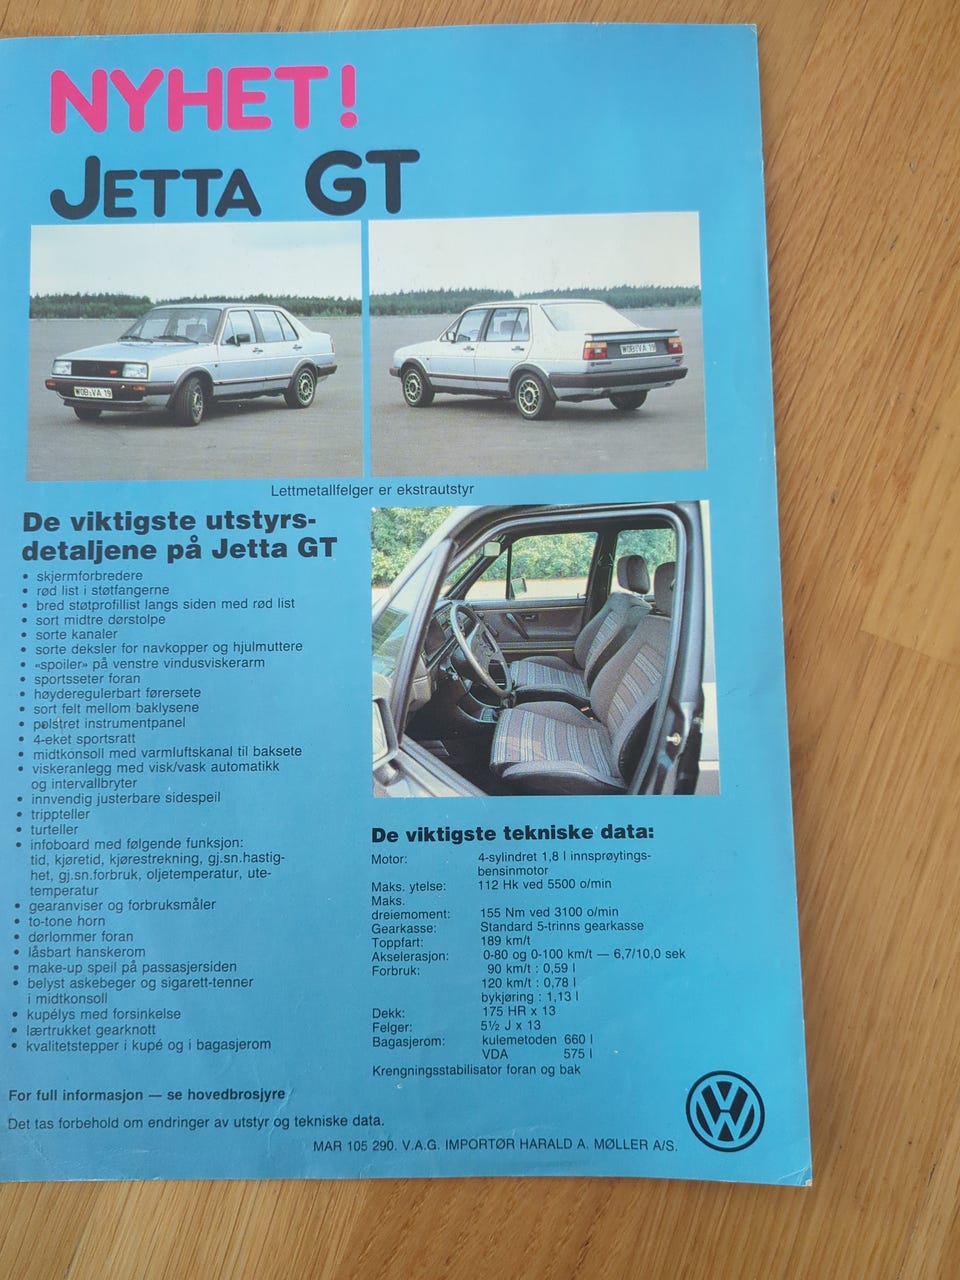 NYHET!
JETTA GT
WOB·VA 19
WOB·VA 19
Lettmetallfelger er ekstrautstyr
De viktigste utstyrs-
detaljene på Jetta GT
• skjermforbredere
• rød list i støtfangerne
• bred støtprofillist langs siden med rød list
• sort midtre dørstolpe
• sorte kanaler
• sorte deksler for navkopper og hjulmuttere
• «spoiler» på venstre vindusviskerarm
• sportsseter foran
• høyderegulerbart førersete
• sort felt mellom baklysene
• polstret instrumentpanel
• 4-eket sportsratt
• midtkonsoll med varmluftskanal til baksete
• viskeranlegg med visk/vask automatikk
og intervallbryter
• innvendig justerbare sidespeil
• trippteller
• turteller
• infoboard med følgende funksjon:
tid, kjøretid, kjørestrekning, gj.sn.hastig-
het, gj.sn.forbruk, oljetemperatur, ute-
temperatur
• gearanviser og forbruksmåler
• to-tone horn
• dørlommer foran
• låsbart hanskerom
• make-up speil på passasjersiden
• belyst askebeger og sigarett-tenner
i midtkonsoll
• kupélys med forsinkelse
• lærtrukket gearknott
• kvalitetstepper i kupé og i bagasjerom
De viktigste tekniske data:
Motor: 4-sylindret 1,8 l innsprøytings-
bensinmotor
Maks. ytelse: 112 Hk ved 5500 o/min
Maks.
dreiemoment: 155 Nm ved 3100 o/min
Gearkasse: Standard 5-trinns gearkasse
Toppfart: 189 km/t
Akselerasjon: 0-80 og 0-100 km/t — 6,7/10,0 sek
Forbruk: 90 km/t : 0,59 l
120 km/t : 0,78 l
bykjøring : 1,13 l
Dekk: 175 HR x 13
Felger: 5½ J x 13
Bagasjerom: kulemetoden 660 l
VDA 575 l
Krengningsstabilisator foran og bak
For full informasjon — se hovedbrosjyre
Det tas forbehold om endringer av utstyr og tekniske data.
MAR 105 290. V.A.G. IMPORTØR HARALD A. MØLLER A/S.